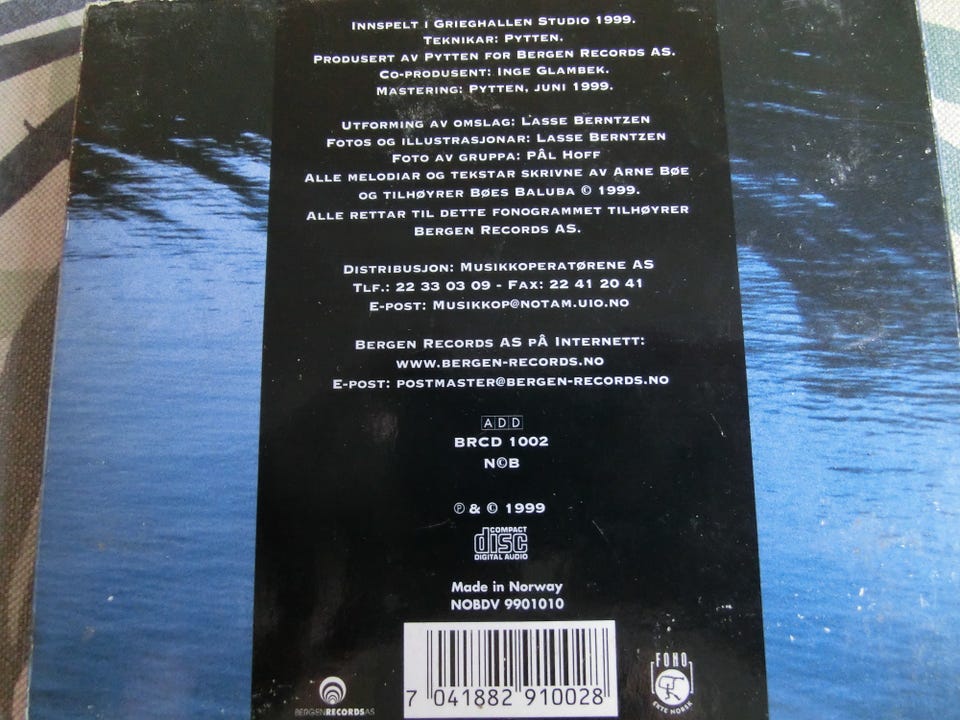 Innspelt i Grieghallen Studio 1999.
Teknikar: Pytten.
Produsert av Pytten for Bergen Records AS.
Co-produsent: Inge Glambek.
Mastering: Pytten, juni 1999.
Utforming av omslag: Lasse Berntzen
Fotos og illustrasjonar: Lasse Berntzen
Foto av gruppa: Pål Hoff
Alle melodiar og tekstar skrivne av Arne Bøe
og tilhøyrer Bøes Baluba © 1999.
Alle rettar til dette fonogrammet tilhøyrer
Bergen Records AS.
Distribusjon: Musikkoperatørene AS
Tlf.: 22 33 03 09 - Fax: 22 41 20 41
E-post: Musikkop@notam.uio.no
Bergen Records AS på Internett:
www.bergen-records.no
E-post: postmaster@bergen-records.no
ADD
BRCD 1002
N©B
℗ & © 1999
COMPACT
disc
DIGITAL AUDIO
Made in Norway
NOBDV 9901010
7 041882 910028
BERGENRECORDSAS
FONO
EKTE NORSK